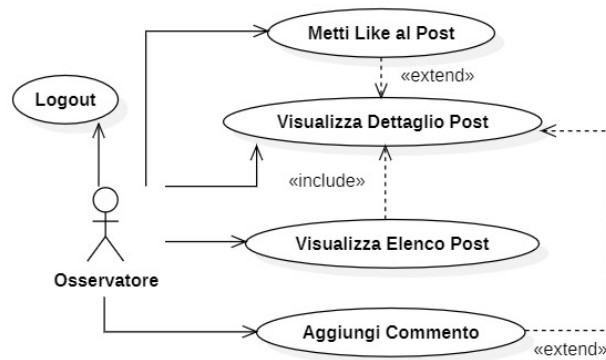 Metti Like al Post
«extend»
Logout
Visualizza Dettaglio Post
«include»
Visualizza Elenco Post
Osservatore
Aggiungi Commento
«extend»